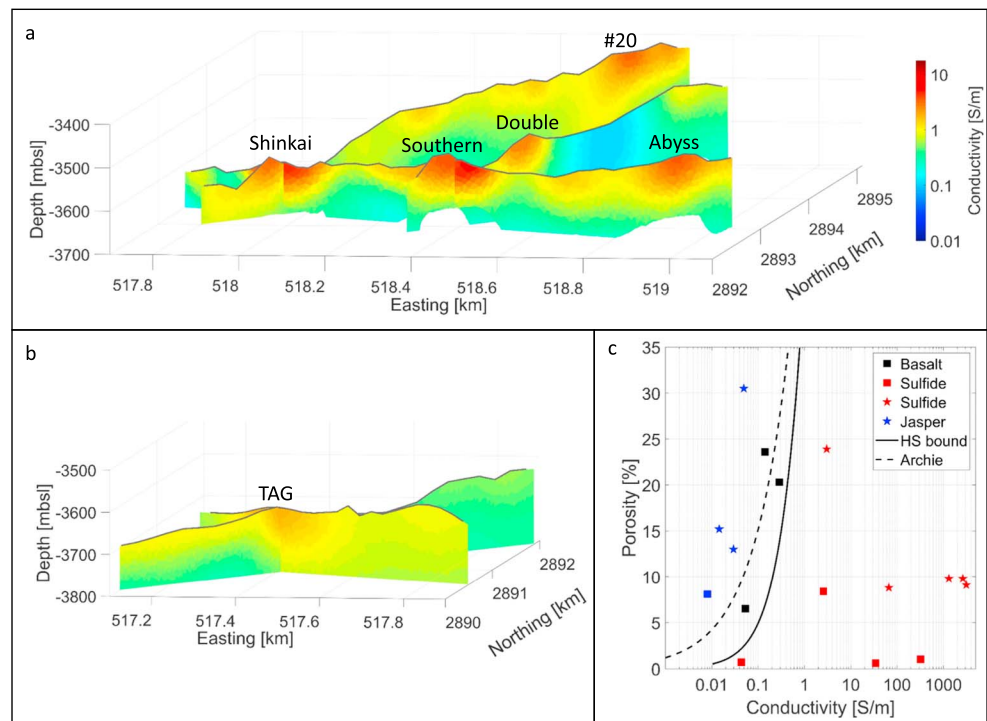 a
#20
Double
Shinkai
Southern
Abyss
Depth [mbsl]
-3400
-3500
-3600
-3700
517.8
518
518.2
518.4
518.6
518.8
519
Easting [km]
2892
2893
2894
2895
Northing [km]
10
1
0.1
0.01
Conductivity [S/m]
b
TAG
Depth [mbsl]
-3500
-3600
-3700
-3800
517.2
517.4
517.6
517.8
Easting [km]
2890
2891
2892
Northing [km]
c
Porosity [%]
35
30
25
20
15
10
5
0
Basalt
Sulfide
Sulfide
Jasper
HS bound
Archie
0.01
0.1
1
10
100
1000
Conductivity [S/m]